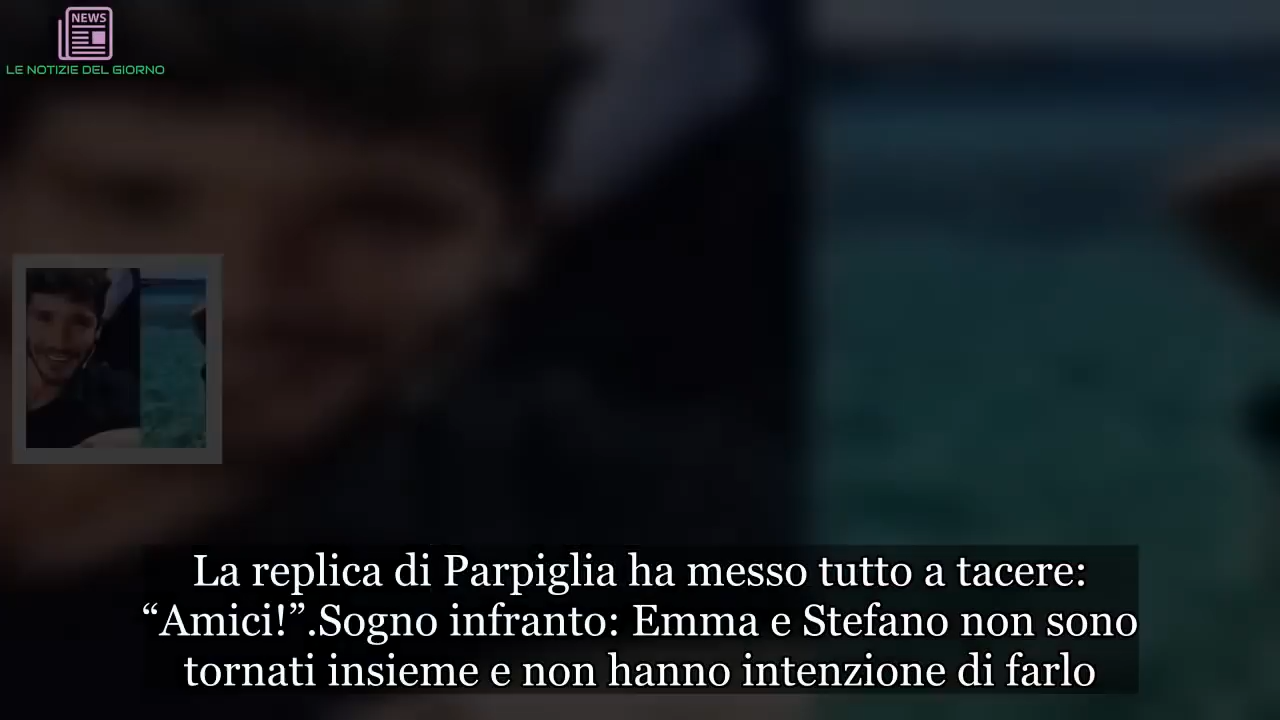 NEWS
LE NOTIZIE DEL GIORNO
La replica di Parpiglia ha messo tutto a tacere:
“Amici!”.Sogno infranto: Emma e Stefano non sono
tornati insieme e non hanno intenzione di farlo